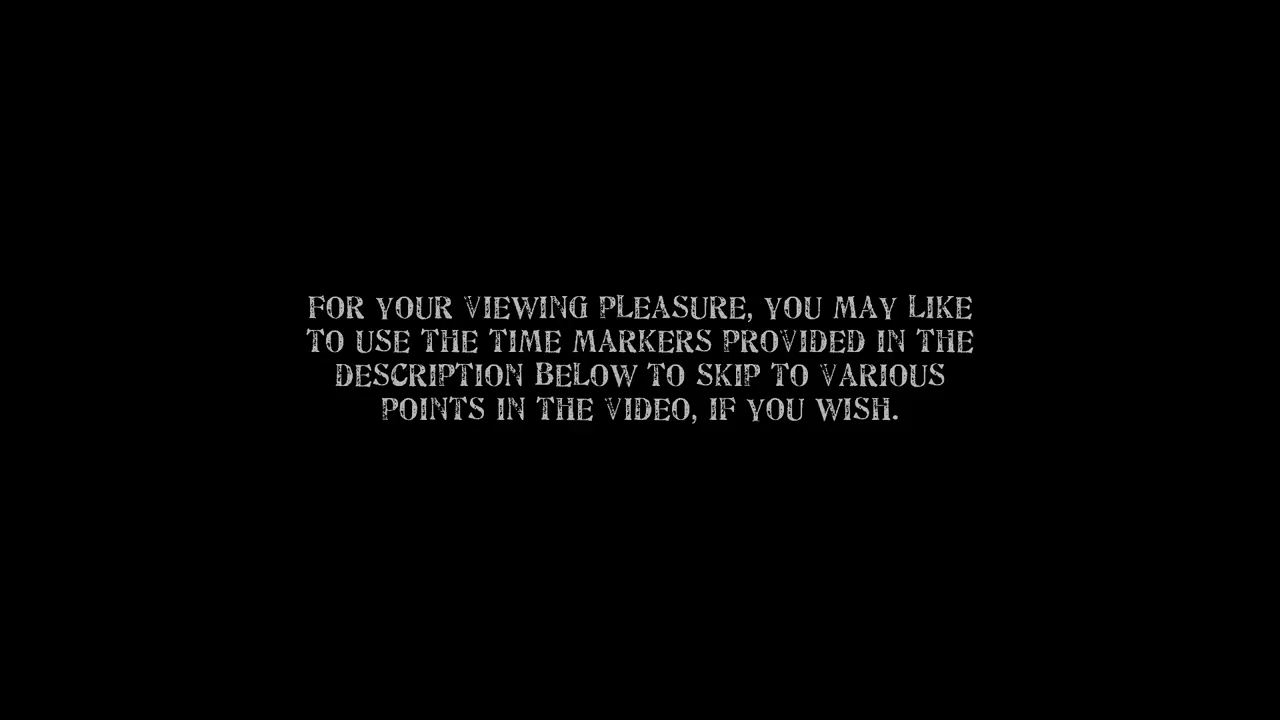 FOR YOUR VIEWING PLEASURE, YOU MAY LIKE
TO USE THE TIME MARKERS PROVIDED IN THE
DESCRIPTION BELOW TO SKIP TO VARIOUS
POINTS IN THE VIDEO, IF YOU WISH.